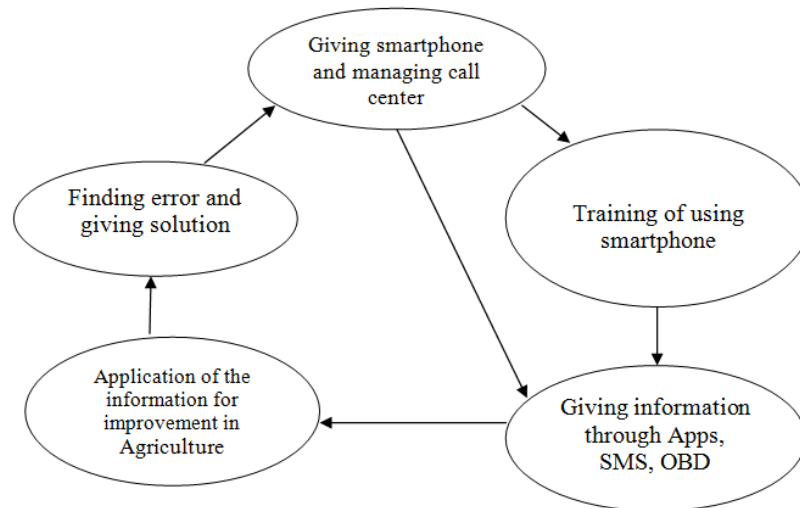 Giving smartphone
and managing call
center
Finding error and
giving solution
Training of using
smartphone
Application of the
information for
improvement in
Agriculture
Giving information
through Apps,
SMS, OBD